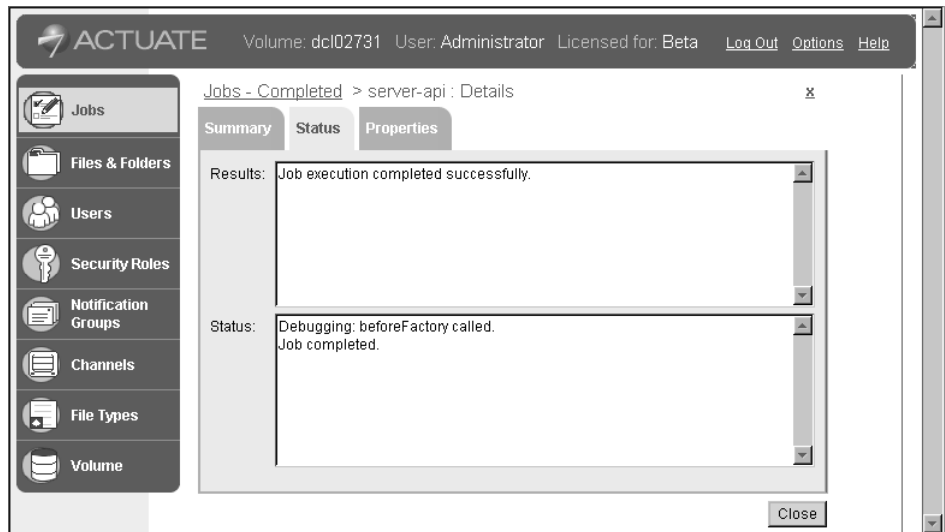 ACTUATE Volume: dcl02731 User: Administrator Licensed for: Beta Log Out Options Help
Jobs - Completed > server-api : Details x
Summary Status Properties
Jobs
Files & Folders
Users
Security Roles
Notification
Groups
Channels
File Types
Volume
Results: Job execution completed successfully.
Status: Debugging: beforeFactory called.
Job completed.
Close